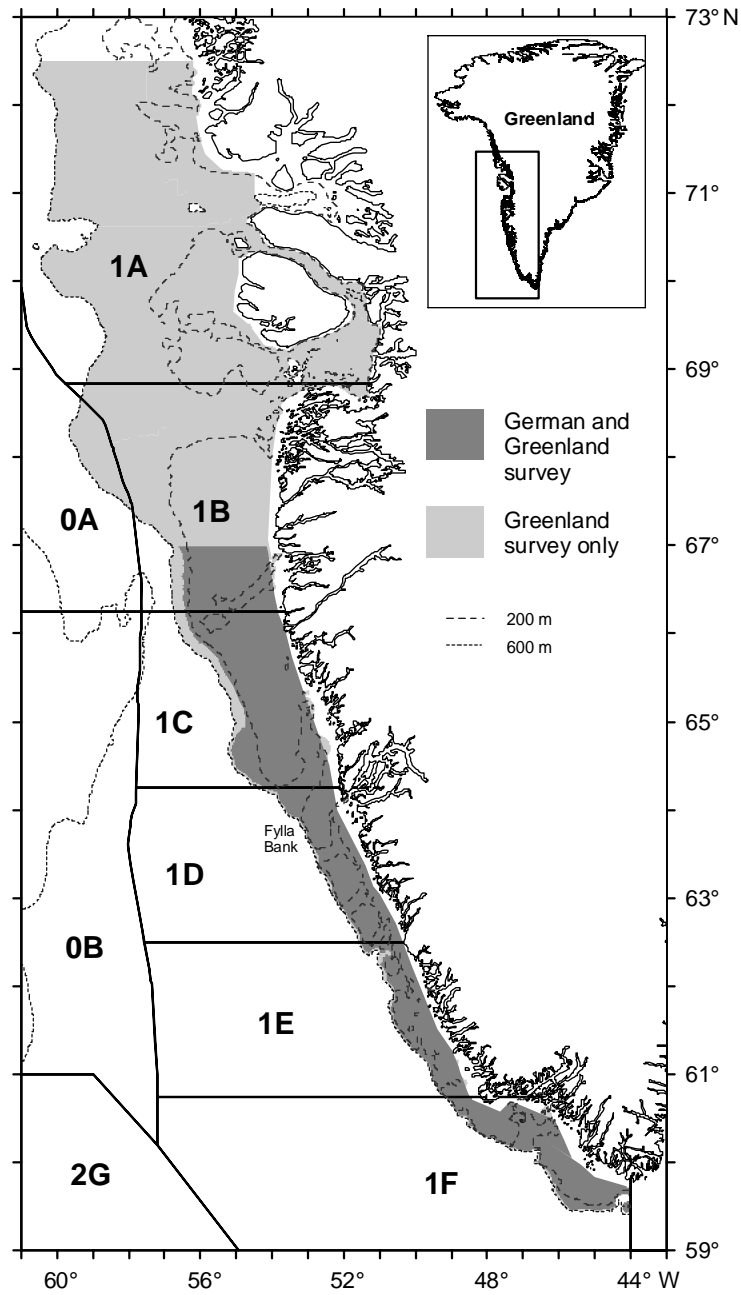 73° N
Greenland
71°
1A
69°
German and
Greenland
survey
0A
1B
Greenland
survey only
67°
200 m
600 m
1C
65°
Fylla
Bank
1D
63°
0B
1E
61°
2G
1F
59°
60°
56°
52°
48°
44° W